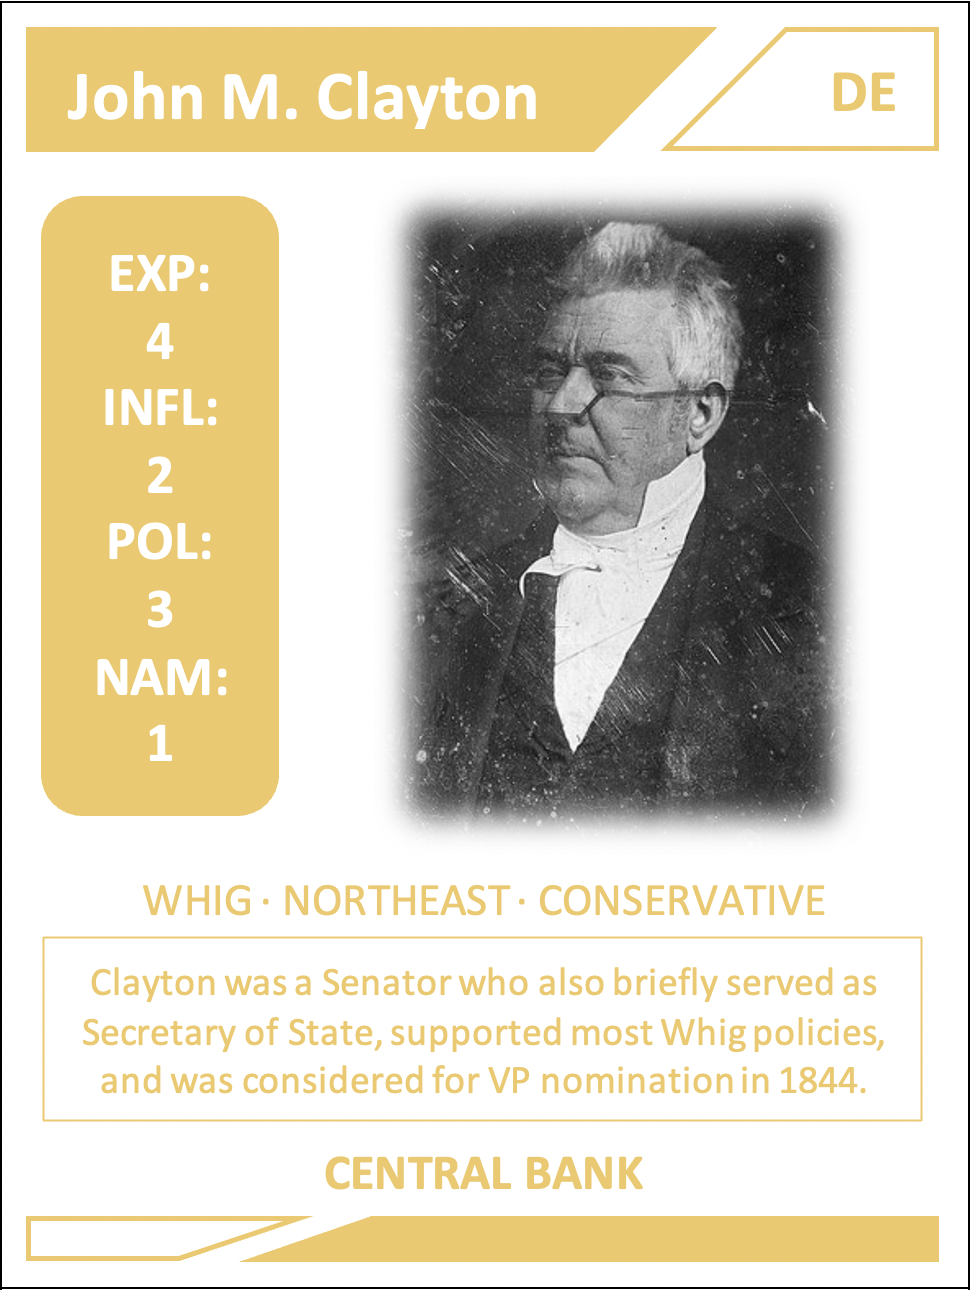 John M. Clayton
DE
EXP:
4
INFL:
2
POL:
3
NAM:
1
WHIG · NORTHEAST · CONSERVATIVE
Clayton was a Senator who also briefly served as
Secretary of State, supported most Whig policies,
and was considered for VP nomination in 1844.
CENTRAL BANK